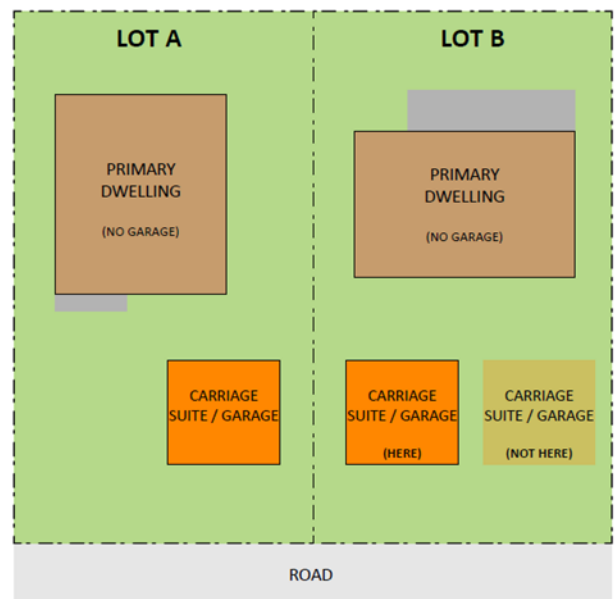 LOT A
LOT B
PRIMARY
DWELLING
(NO GARAGE)
PRIMARY
DWELLING
(NO GARAGE)
CARRIAGE
SUITE / GARAGE
CARRIAGE
SUITE / GARAGE
(HERE)
CARRIAGE
SUITE / GARAGE
(NOT HERE)
ROAD